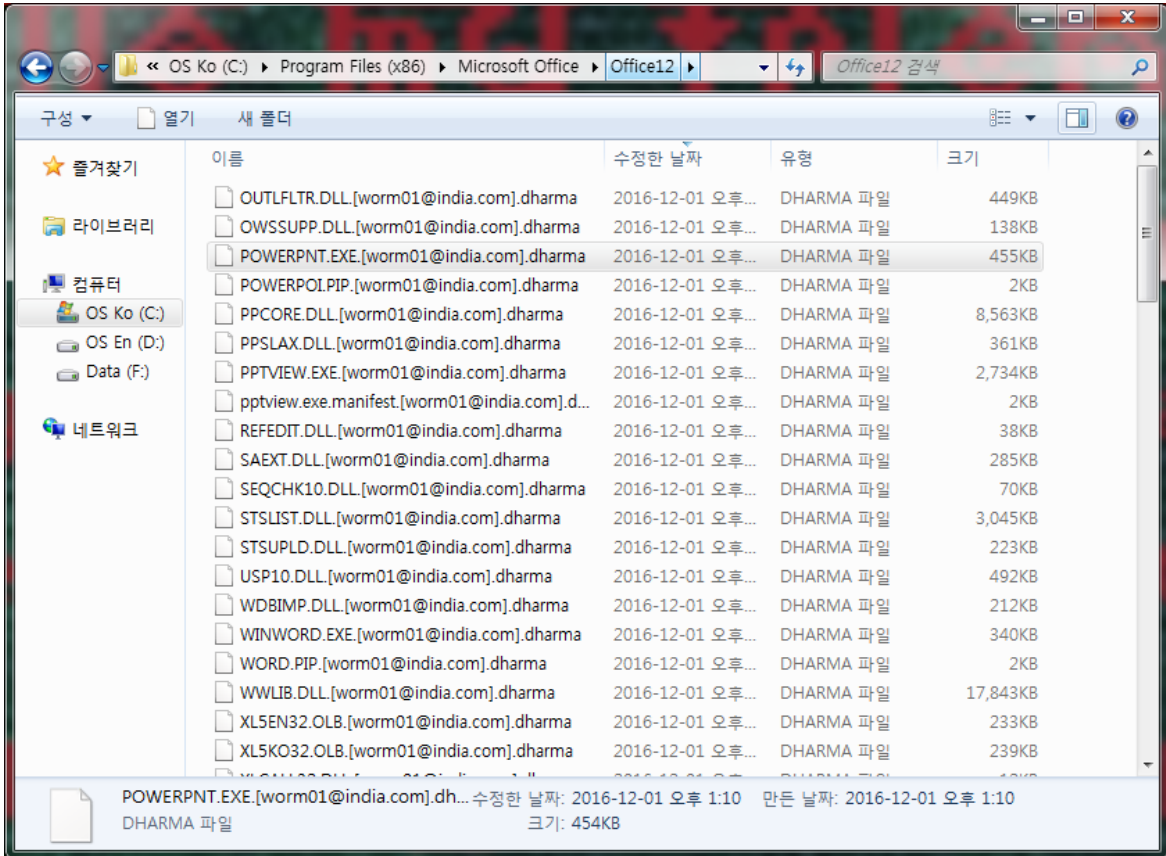 « OS Ko (C:) ▸ Program Files (x86) ▸ Microsoft Office ▸ Office12 ▸ Office12 검색
구성 ▼ 열기 새 폴더
즐겨찾기
라이브러리
컴퓨터
OS Ko (C:)
OS En (D:)
Data (F:)
네트워크
이름 수정한 날짜 유형 크기
OUTLFLTR.DLL.[worm01@india.com].dharma 2016-12-01 오후... DHARMA 파일 449KB
OWSSUPP.DLL.[worm01@india.com].dharma 2016-12-01 오후... DHARMA 파일 138KB
POWERPNT.EXE.[worm01@india.com].dharma 2016-12-01 오후... DHARMA 파일 455KB
POWERPOI.PIP.[worm01@india.com].dharma 2016-12-01 오후... DHARMA 파일 2KB
PPCORE.DLL.[worm01@india.com].dharma 2016-12-01 오후... DHARMA 파일 8,563KB
PPSLAX.DLL.[worm01@india.com].dharma 2016-12-01 오후... DHARMA 파일 361KB
PPTVIEW.EXE.[worm01@india.com].dharma 2016-12-01 오후... DHARMA 파일 2,734KB
pptview.exe.manifest.[worm01@india.com].d... 2016-12-01 오후... DHARMA 파일 2KB
REFEDIT.DLL.[worm01@india.com].dharma 2016-12-01 오후... DHARMA 파일 38KB
SAEXT.DLL.[worm01@india.com].dharma 2016-12-01 오후... DHARMA 파일 285KB
SEQCHK10.DLL.[worm01@india.com].dharma 2016-12-01 오후... DHARMA 파일 70KB
STSLIST.DLL.[worm01@india.com].dharma 2016-12-01 오후... DHARMA 파일 3,045KB
STSUPLD.DLL.[worm01@india.com].dharma 2016-12-01 오후... DHARMA 파일 223KB
USP10.DLL.[worm01@india.com].dharma 2016-12-01 오후... DHARMA 파일 492KB
WDBIMP.DLL.[worm01@india.com].dharma 2016-12-01 오후... DHARMA 파일 212KB
WINWORD.EXE.[worm01@india.com].dharma 2016-12-01 오후... DHARMA 파일 340KB
WORD.PIP.[worm01@india.com].dharma 2016-12-01 오후... DHARMA 파일 2KB
WWLIB.DLL.[worm01@india.com].dharma 2016-12-01 오후... DHARMA 파일 17,843KB
XL5EN32.OLB.[worm01@india.com].dharma 2016-12-01 오후... DHARMA 파일 233KB
XL5KO32.OLB.[worm01@india.com].dharma 2016-12-01 오후... DHARMA 파일 239KB
POWERPNT.EXE.[worm01@india.com].dh... 수정한 날짜: 2016-12-01 오후 1:10 만든 날짜: 2016-12-01 오후 1:10
DHARMA 파일 크기: 454KB